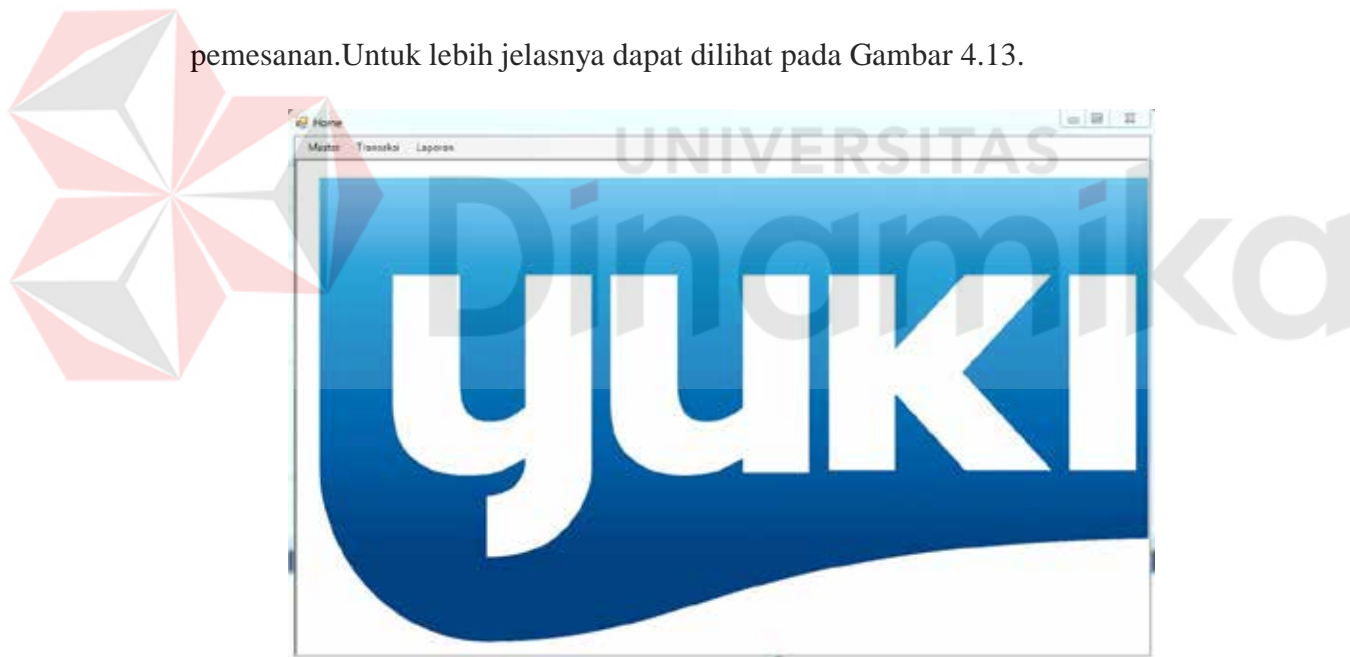 pemesanan.Untuk lebih jelasnya dapat dilihat pada Gambar 4.13.
Home
Master Transaksi Laporan
UNIVERSITAS
Dinamika
yuki